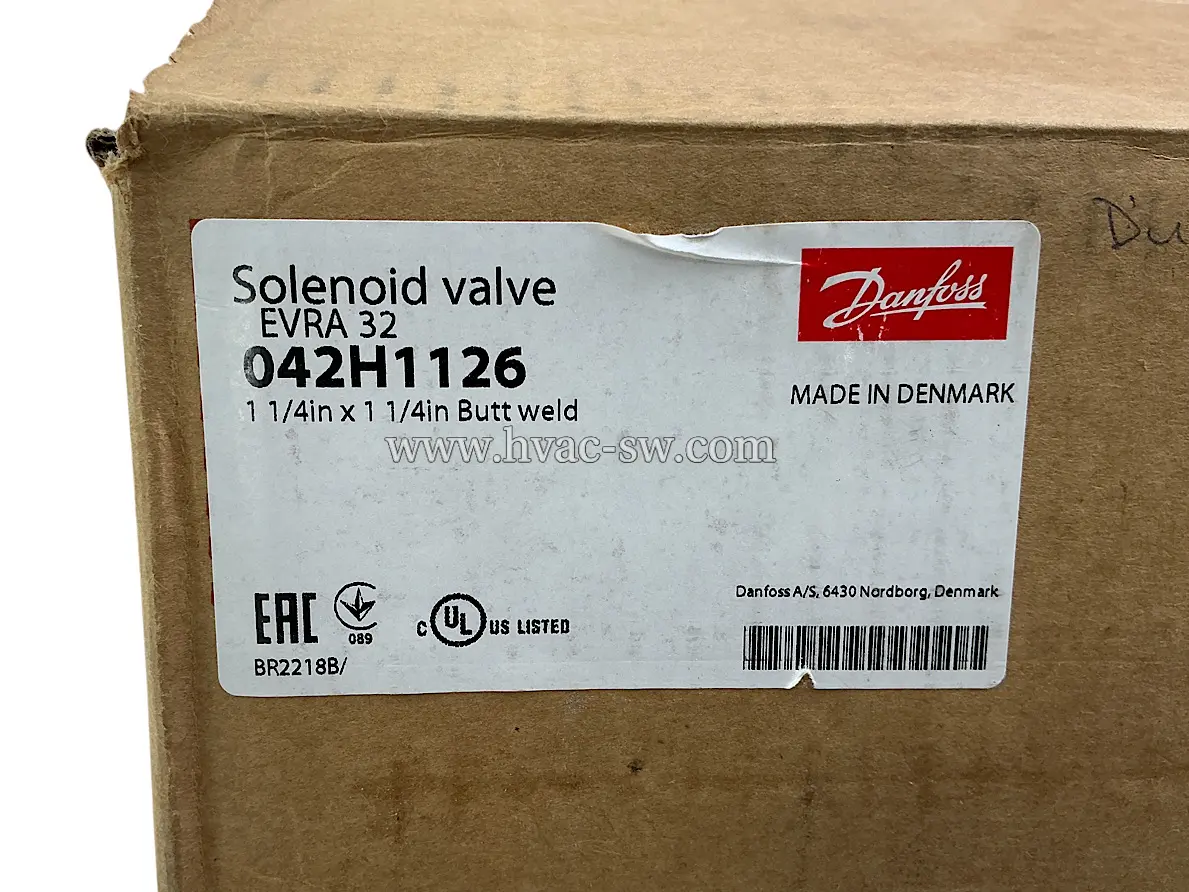 Solenoid valve
EVRA 32
042H1126
1 1/4in x 1 1/4in Butt weld
Danfoss
MADE IN DENMARK
www.hvac-sw.com
EAC
089
C UL US LISTED
BR2218B/
Danfoss A/S, 6430 Nordborg, Denmark